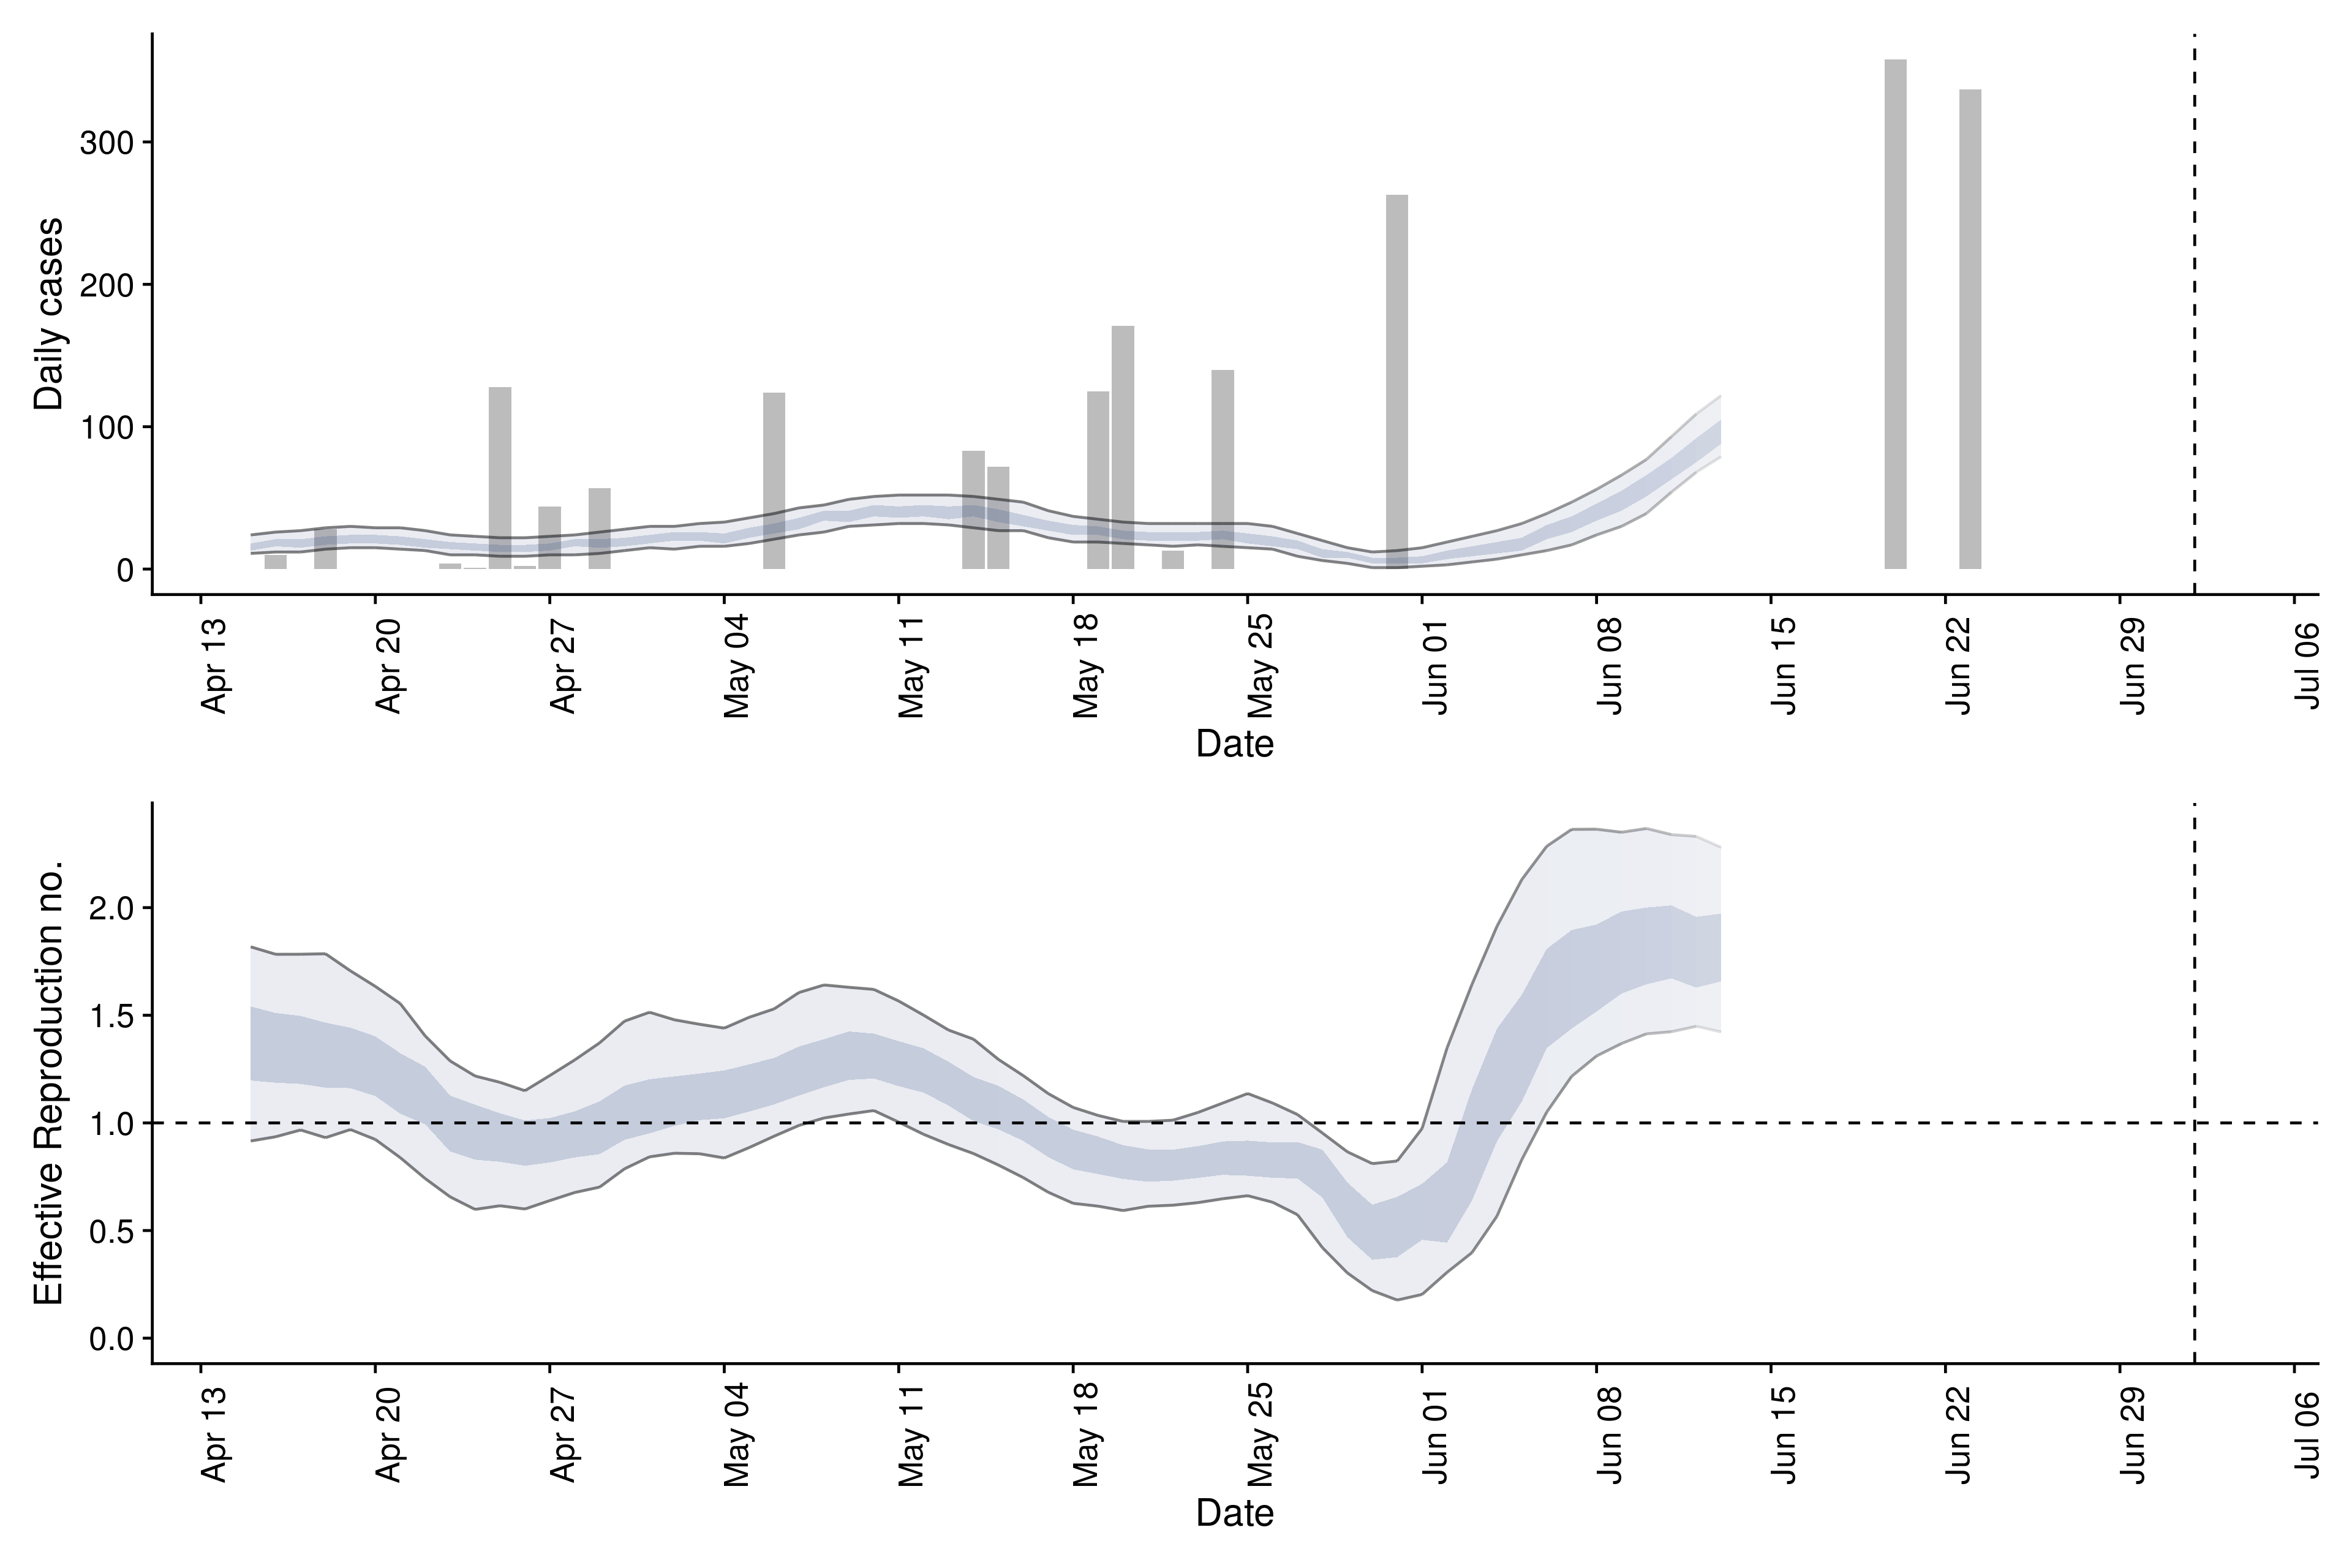 Daily cases
300
200
100
0
Apr 13
Apr 20
Apr 27
May 04
May 11
May 18
May 25
Jun 01
Jun 08
Jun 15
Jun 22
Jun 29
Jul 06
Date
Effective Reproduction no.
2.0
1.5
1.0
0.5
0.0
Apr 13
Apr 20
Apr 27
May 04
May 11
May 18
May 25
Jun 01
Jun 08
Jun 15
Jun 22
Jun 29
Jul 06
Date